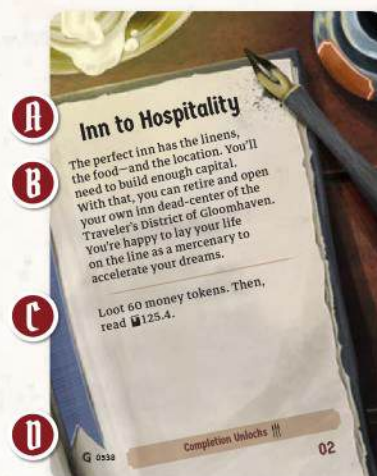 A
Inn to Hospitality
B
The perfect inn has the linens,
the food—and the location. You'll
need to build enough capital.
With that, you can retire and open
your own inn dead-center of the
Traveler's District of Gloomhaven.
You're happy to lay your life
on the line as a mercenary to
accelerate your dreams.
C
Loot 60 money tokens. Then,
read 125.4.
D
G 0338
Completion Unlocks
02